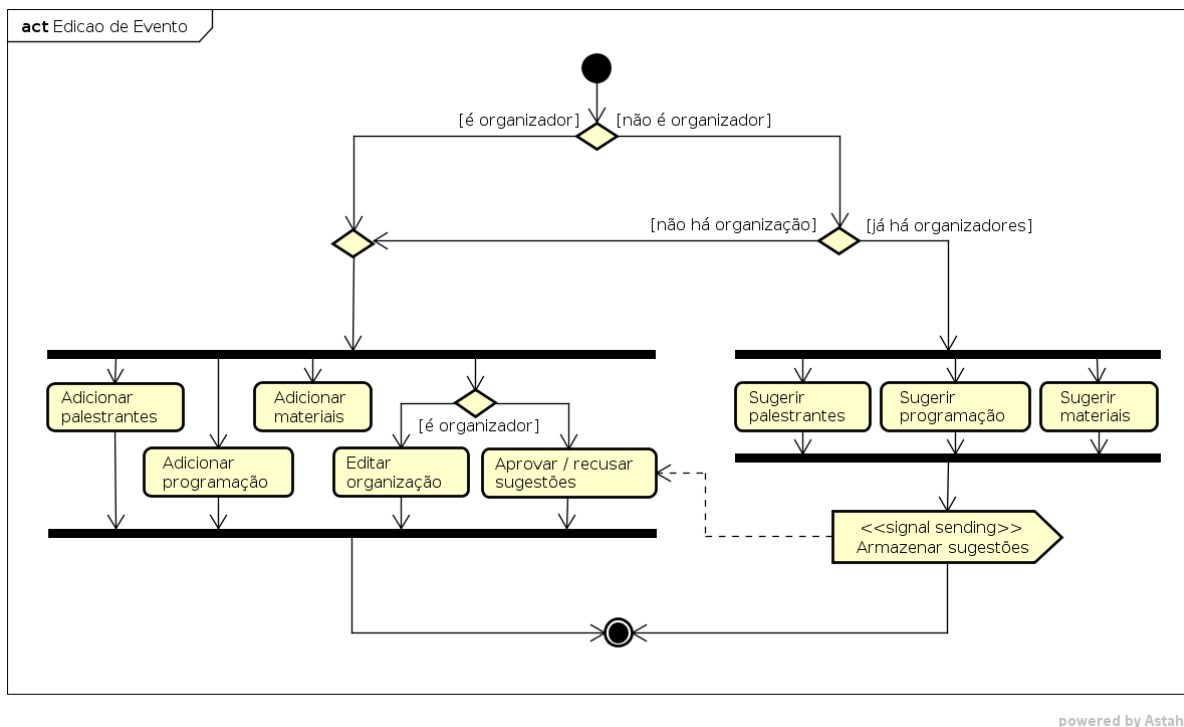 act Edicao de Evento
[é organizador]
[não é organizador]
[não há organização]
[já há organizadores]
Adicionar
palestrantes
Adicionar
materiais
[é organizador]
Adicionar
programação
Editar
organização
Aprovar / recusar
sugestões
Sugerir
palestrantes
Sugerir
programação
Sugerir
materiais
<<signal sending>>
Armazenar sugestões
powered by Astah